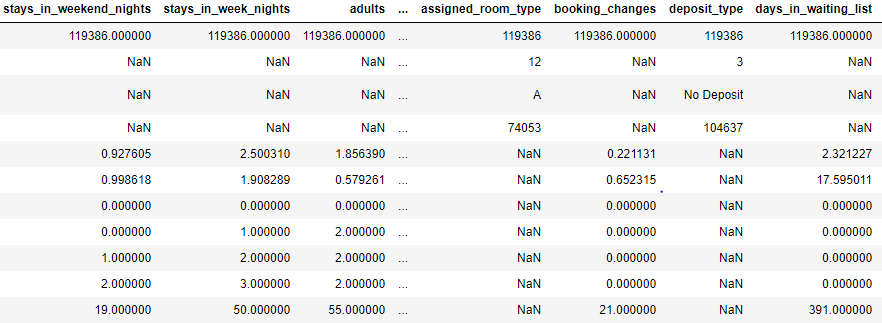 stays_in_weekend_nights stays_in_week_nights adults ... assigned_room_type booking_changes deposit_type days_in_waiting_list
119386.000000 119386.000000 119386.000000 ... 119386 119386.000000 119386 119386.000000
NaN NaN NaN ... 12 NaN 3 NaN
NaN NaN NaN ... A NaN No Deposit NaN
NaN NaN NaN ... 74053 NaN 104637 NaN
0.927605 2.500310 1.856390 ... NaN 0.221131 NaN 2.321227
0.998618 1.908289 0.579261 ... NaN 0.652315 NaN 17.595011
0.000000 0.000000 0.000000 ... NaN 0.000000 NaN 0.000000
0.000000 1.000000 2.000000 ... NaN 0.000000 NaN 0.000000
1.000000 2.000000 2.000000 ... NaN 0.000000 NaN 0.000000
2.000000 3.000000 2.000000 ... NaN 0.000000 NaN 0.000000
19.000000 50.000000 55.000000 ... NaN 21.000000 NaN 391.000000